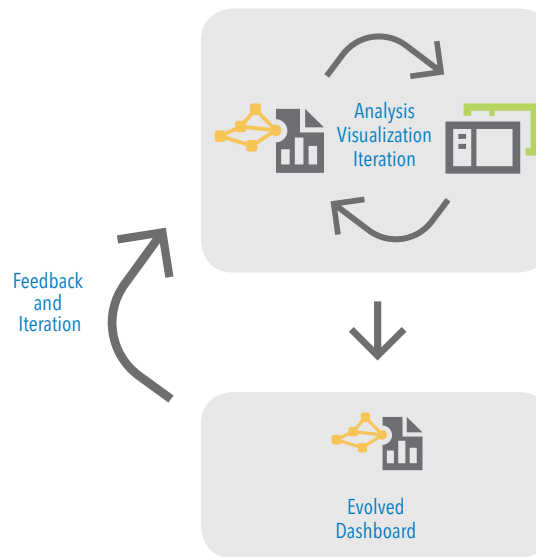 Analysis
Visualization
Iteration
Feedback
and
Iteration
Evolved
Dashboard